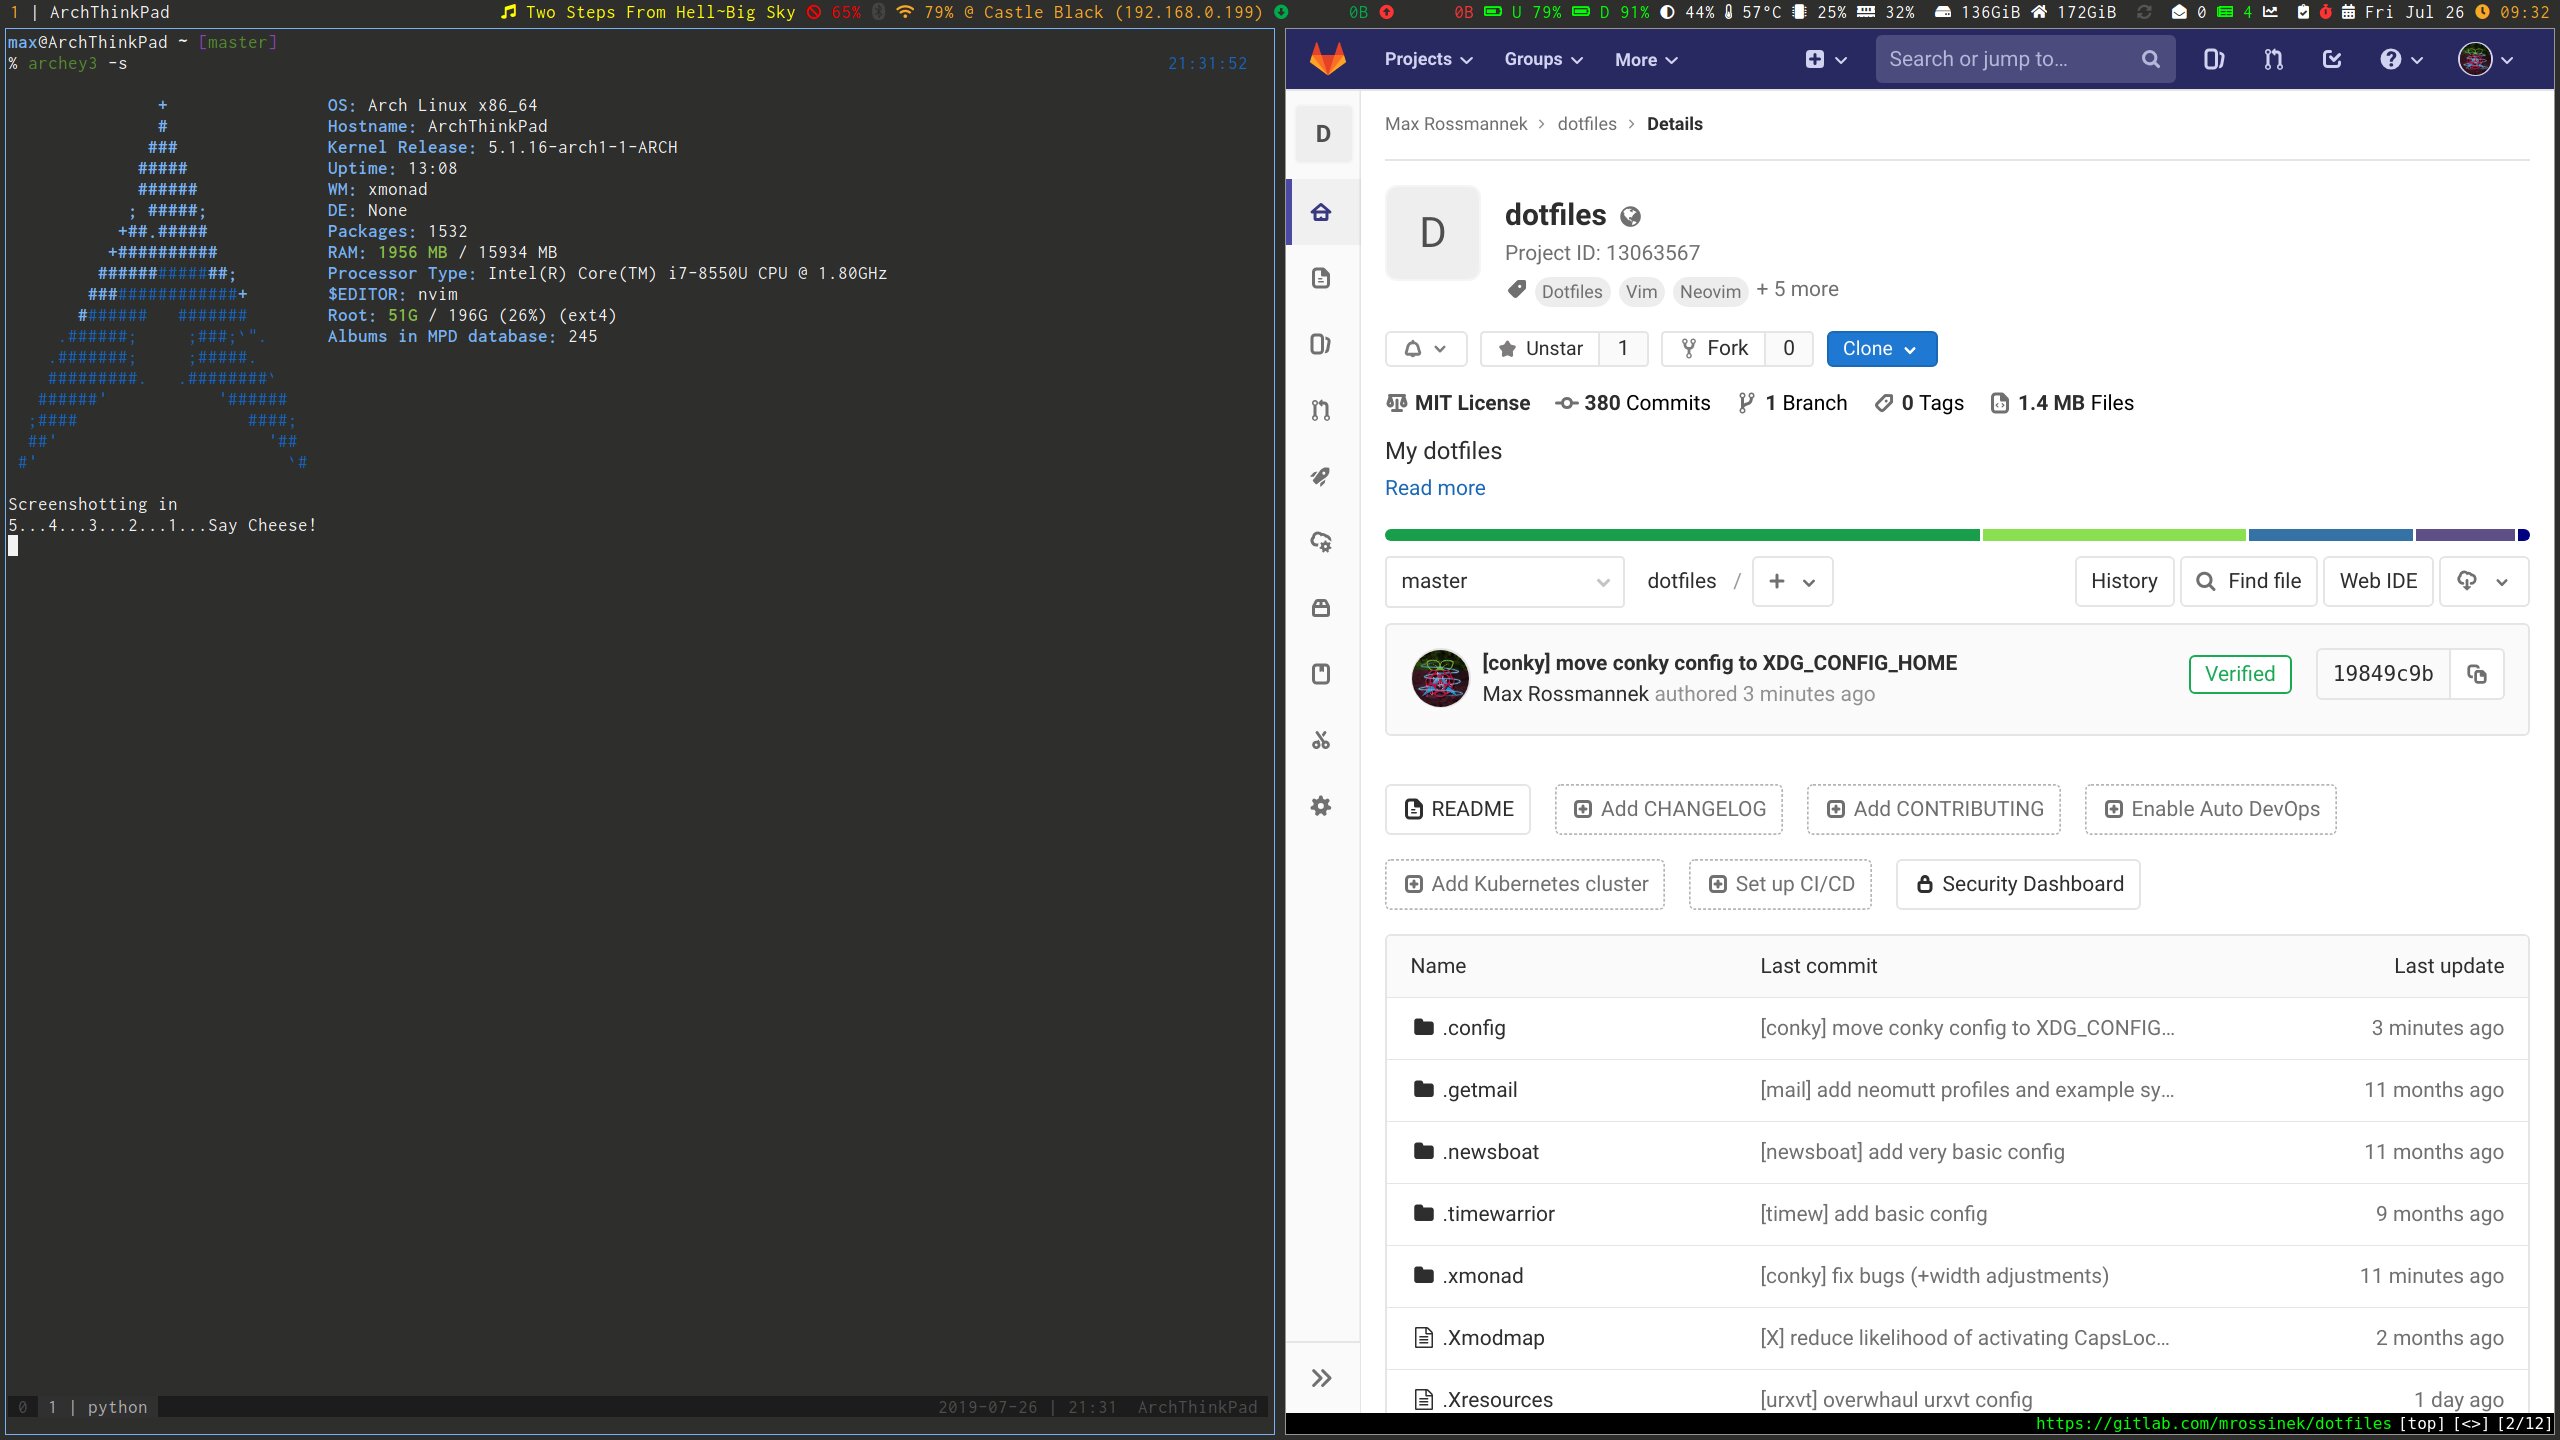 1 | ArchThinkPad
Two Steps From Hell~Big Sky 65% 79% @ Castle Black (192.168.0.199) 0B 0B U 79% D 91% 44% 57°C 25% 32% 136GiB 172GiB 0 4 Fri Jul 26 09:32
max@ArchThinkPad ~ [master]
% archey3 -s 21:31:52
+ OS: Arch Linux x86_64
# Hostname: ArchThinkPad
### Kernel Release: 5.1.16-arch1-1-ARCH
##### Uptime: 13:08
###### WM: xmonad
; #####; DE: None
+##.##### Packages: 1532
+########## RAM: 1956 MB / 15934 MB
#############; Processor Type: Intel(R) Core(TM) i7-8550U CPU @ 1.80GHz
###############+ $EDITOR: nvim
####### ####### Root: 51G / 196G (26%) (ext4)
.######; ;###;`". Albums in MPD database: 245
.#######; ;#####.
#########. .########`
######' '######
;#### ####;
##' '##
#' `#
Screenshotting in
5...4...3...2...1...Say Cheese!
0 1 | python 2019-07-26 | 21:31 ArchThinkPad
Projects Groups More Search or jump to…
D Max Rossmannek > dotfiles > Details
D
dotfiles
Project ID: 13063567
Dotfiles Vim Neovim + 5 more
Unstar 1 Fork 0 Clone
MIT License 380 Commits 1 Branch 0 Tags 1.4 MB Files
My dotfiles
Read more
master dotfiles / + History Find file Web IDE
[conky] move conky config to XDG_CONFIG_HOME
Max Rossmannek authored 3 minutes ago
Verified 19849c9b
README Add CHANGELOG Add CONTRIBUTING Enable Auto DevOps
Add Kubernetes cluster Set up CI/CD Security Dashboard
Name Last commit Last update
.config [conky] move conky config to XDG_CONFIG… 3 minutes ago
.getmail [mail] add neomutt profiles and example sy… 11 months ago
.newsboat [newsboat] add very basic config 11 months ago
.timewarrior [timew] add basic config 9 months ago
.xmonad [conky] fix bugs (+width adjustments) 11 minutes ago
.Xmodmap [X] reduce likelihood of activating CapsLoc… 2 months ago
.Xresources [urxvt] overwhaul urxvt config 1 day ago
https://gitlab.com/mrossinek/dotfiles [top] [<>] [2/12]